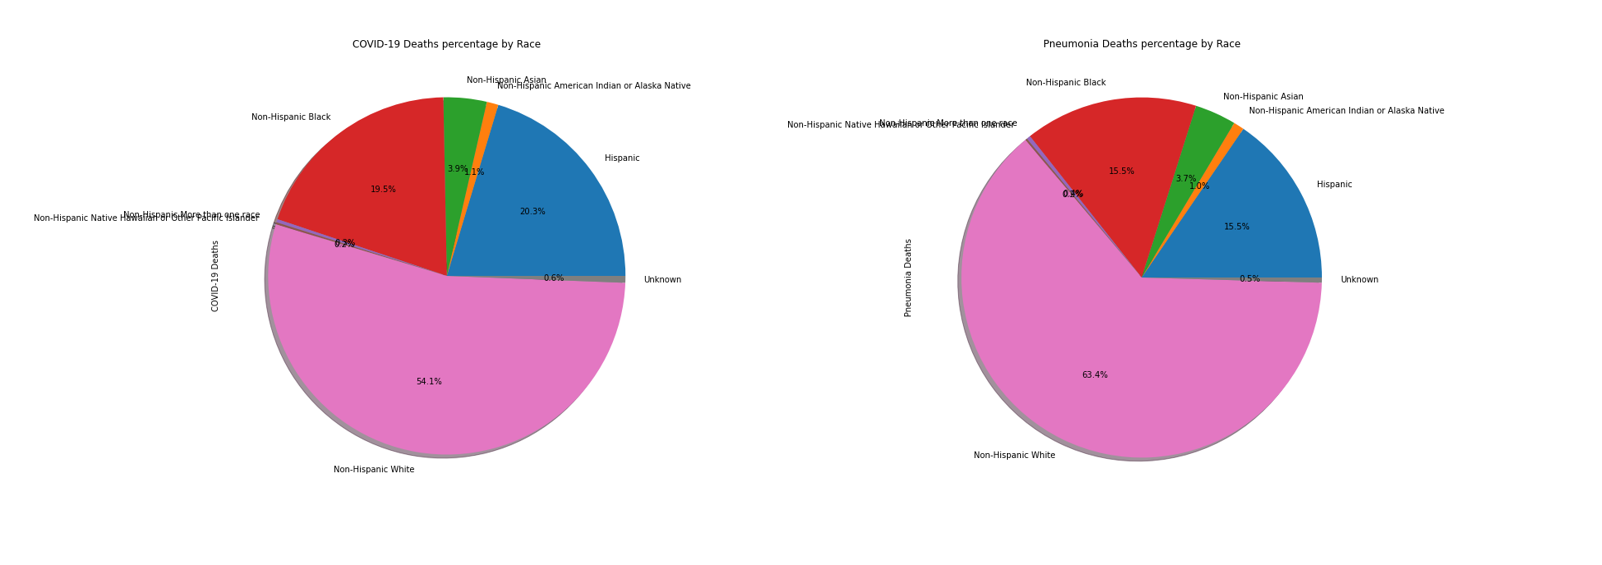 COVID-19 Deaths percentage by Race
Non-Hispanic Asian
Non-Hispanic American Indian or Alaska Native
Non-Hispanic Black
Hispanic
3.9%
1.1%
19.5%
20.3%
Non-Hispanic More than one race
Non-Hispanic Native Hawaiian or Other Pacific Islander
0.2%
COVID-19 Deaths
0.6%
Unknown
54.1%
Non-Hispanic White
Pneumonia Deaths percentage by Race
Non-Hispanic Black
Non-Hispanic Asian
Non-Hispanic American Indian or Alaska Native
Non-Hispanic More than one race
Non-Hispanic Native Hawaiian or Other Pacific Islander
15.5%
3.7%
1.0%
Hispanic
15.5%
Pneumonia Deaths
0.5%
Unknown
63.4%
Non-Hispanic White